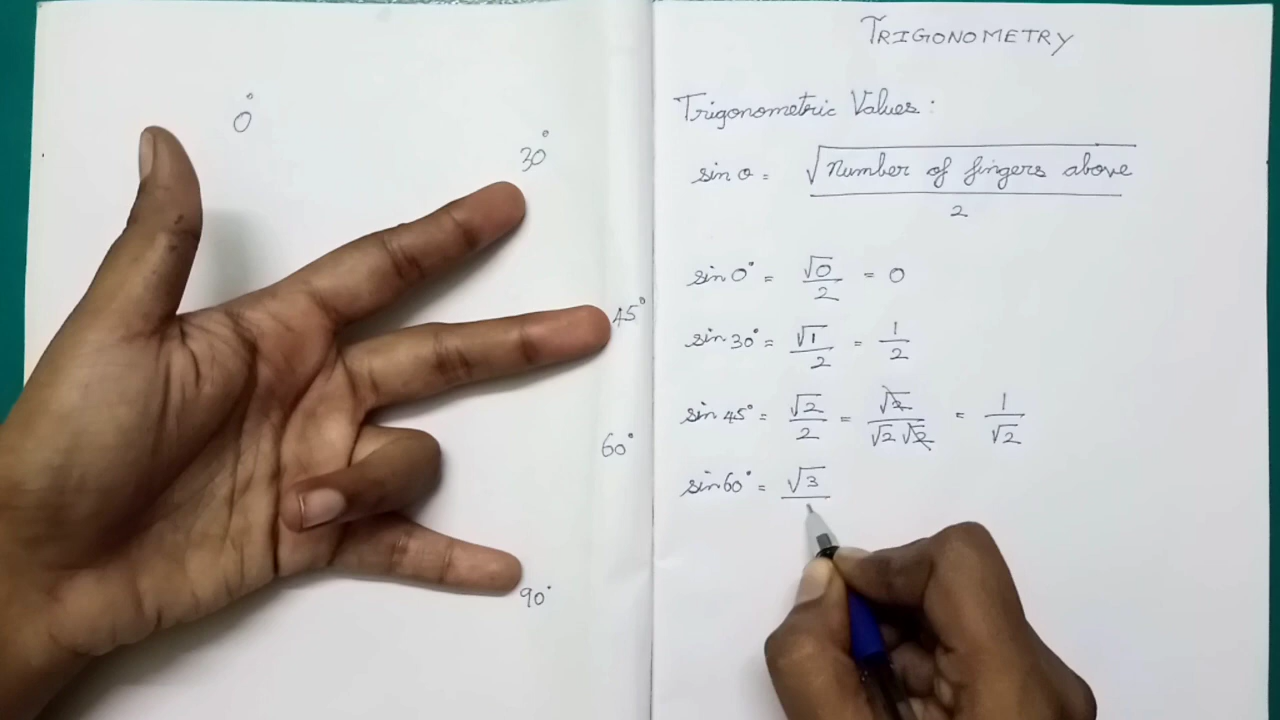 0°
30°
45°
60°
90°
TRIGONOMETRY
Trigonometric Values:
sin θ = √Number of fingers above / 2
sin 0° = √0/2 = 0
sin 30° = √1/2 = 1/2
sin 45° = √2/2 = √2/√2√2 = 1/√2
sin 60° = √3/